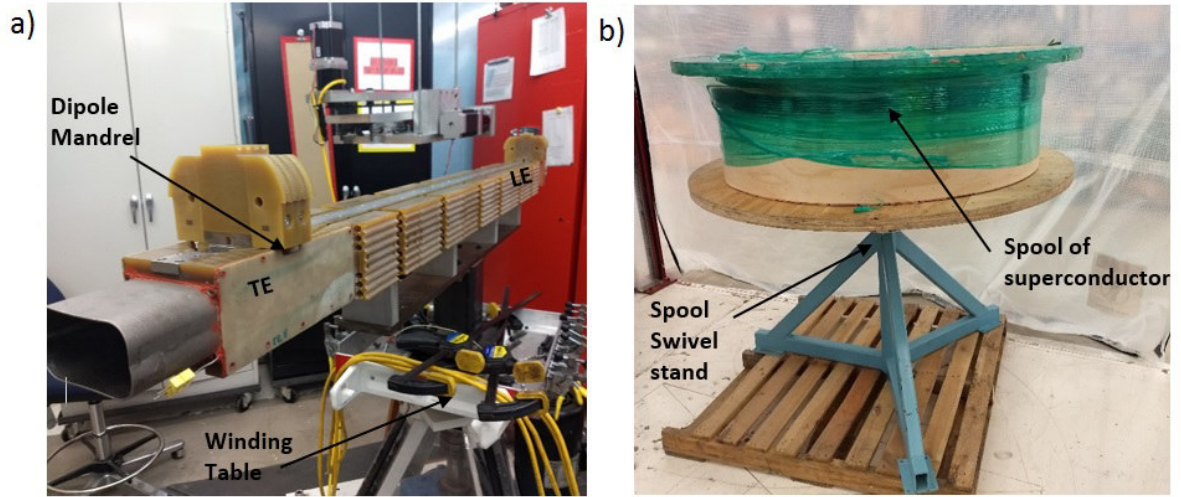 a)
Dipole
Mandrel
LE
TE
Winding
Table
b)
Spool of
superconductor
Spool
Swivel
stand